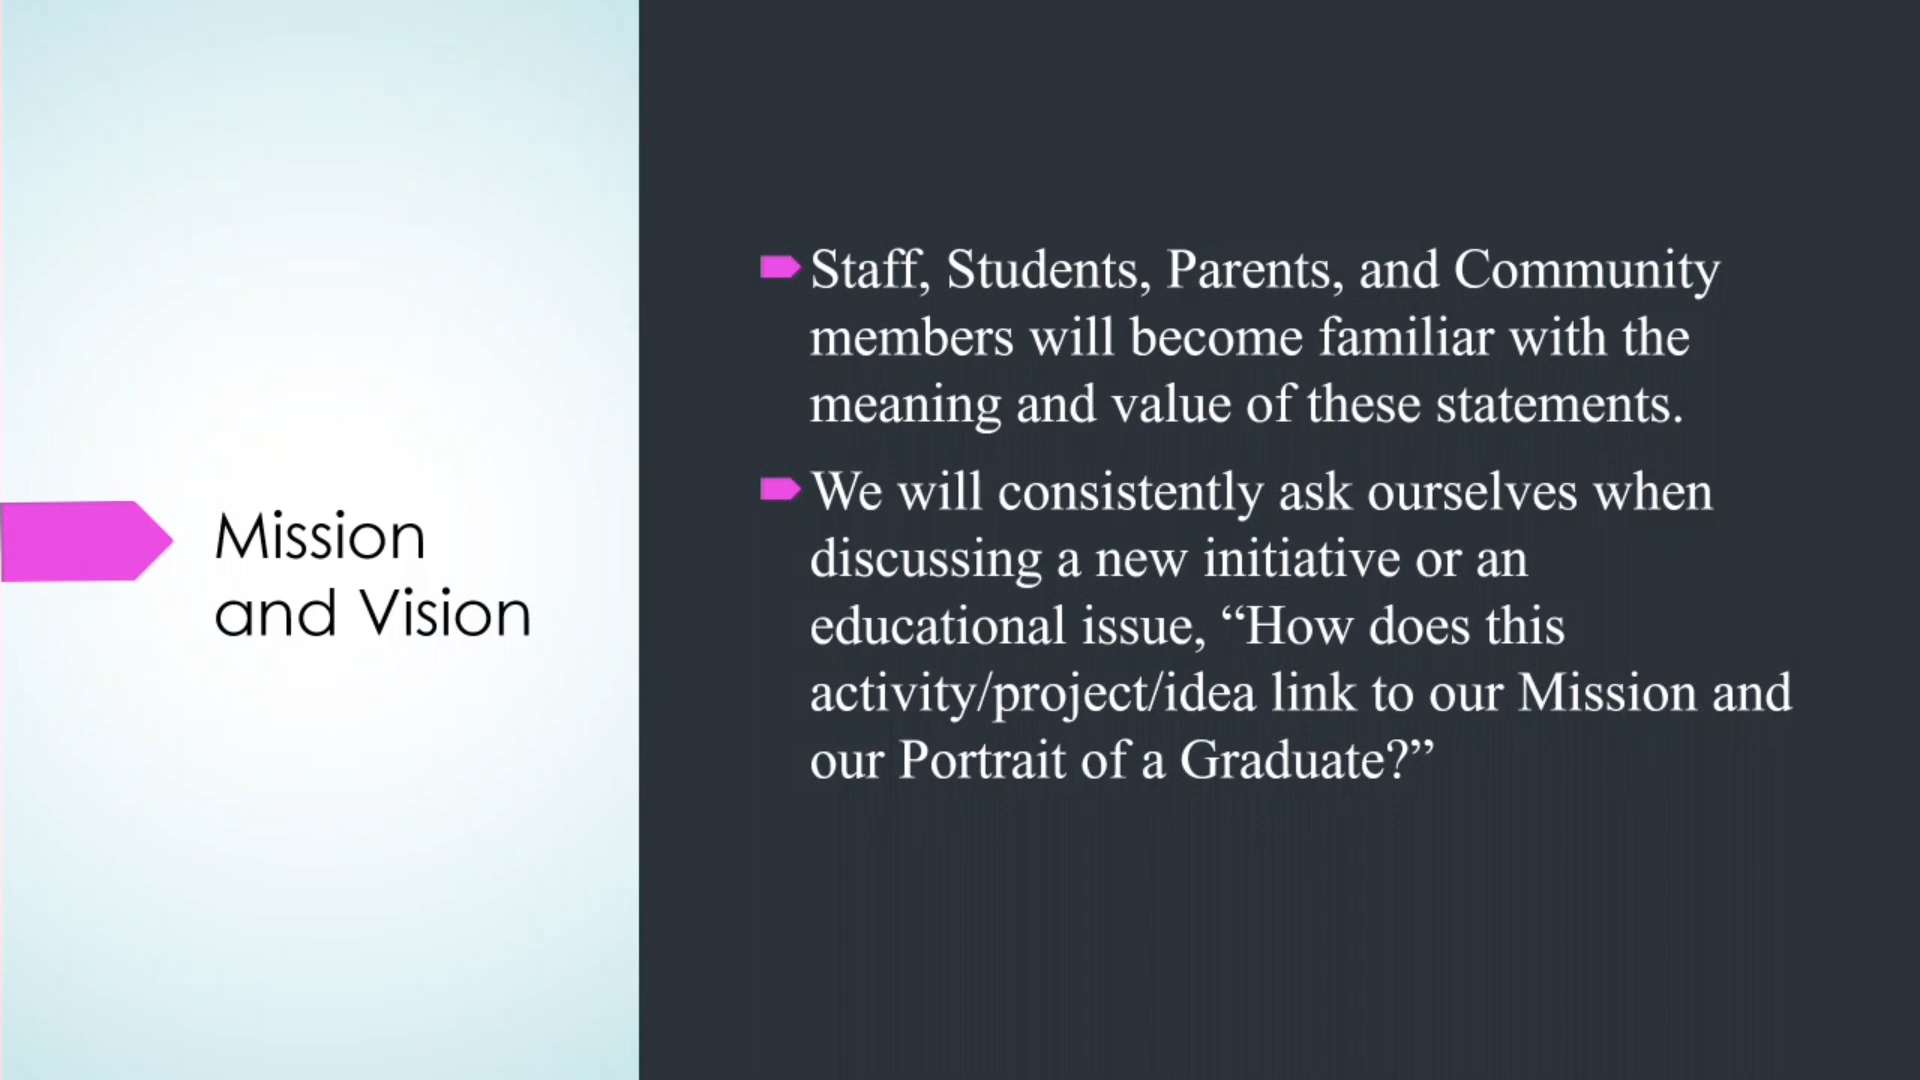 Mission
and Vision
Staff, Students, Parents, and Community
members will become familiar with the
meaning and value of these statements.
We will consistently ask ourselves when
discussing a new initiative or an
educational issue, “How does this
activity/project/idea link to our Mission and
our Portrait of a Graduate?”